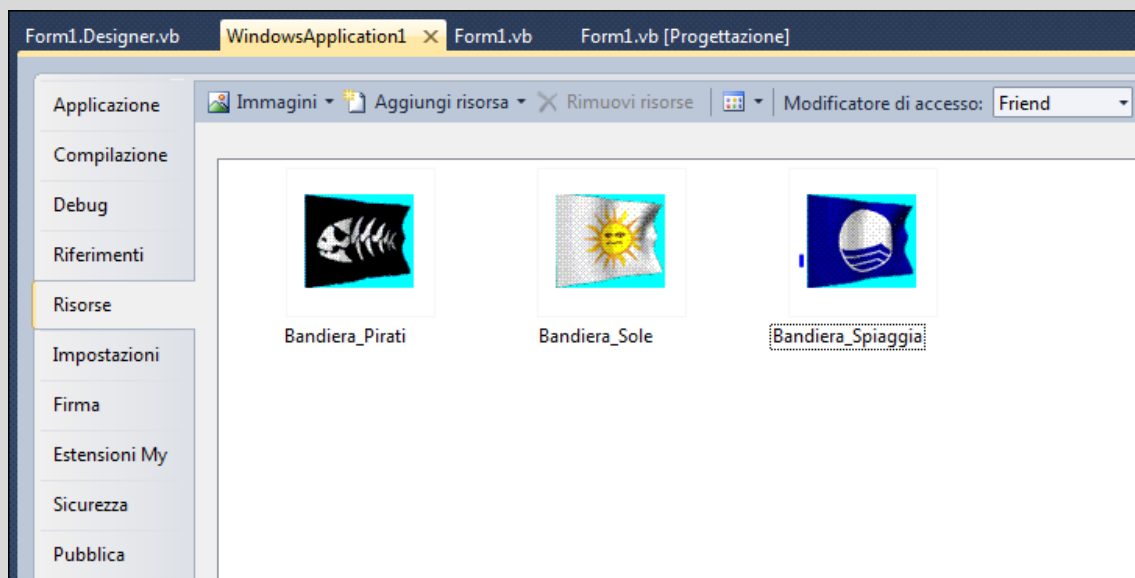 Form1.Designer.vb WindowsApplication1 Form1.vb Form1.vb [Progettazione]
Immagini Aggiungi risorsa Rimuovi risorse Modificatore di accesso: Friend
Applicazione
Compilazione
Debug
Riferimenti
Risorse
Impostazioni
Firma
Estensioni My
Sicurezza
Pubblica
Bandiera_Pirati Bandiera_Sole Bandiera_Spiaggia